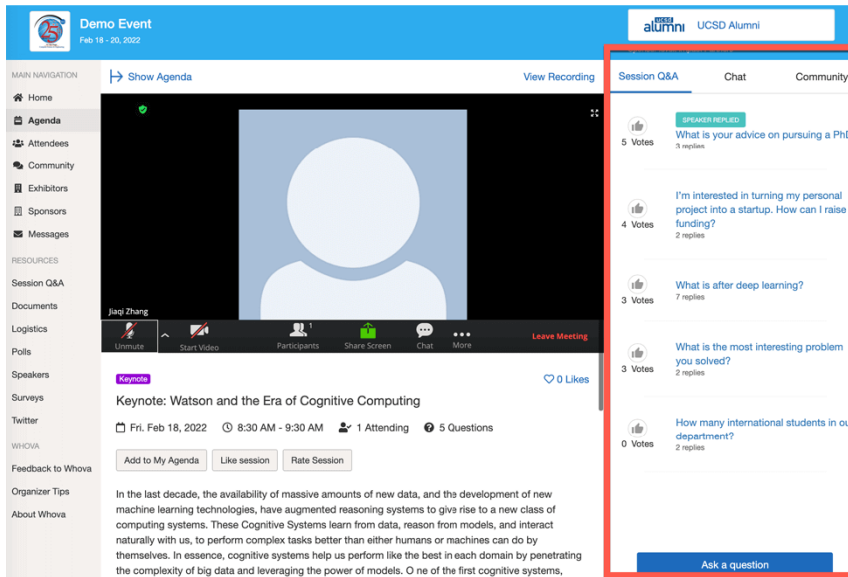 Demo Event
Feb 18 - 20, 2022
25
UCSD
alumni
UCSD Alumni
MAIN NAVIGATION
Home
Agenda
Attendees
Community
Exhibitors
Sponsors
Messages
RESOURCES
Session Q&A
Documents
Logistics
Polls
Speakers
Surveys
Twitter
WHOVA
Feedback to Whova
Organizer Tips
About Whova
Show Agenda
View Recording
Jiaqi Zhang
Unmute
Start Video
Participants
1
Share Screen
Chat
More
Leave Meeting
Keynote
0 Likes
Keynote: Watson and the Era of Cognitive Computing
Fri. Feb 18, 2022
8:30 AM - 9:30 AM
1 Attending
5 Questions
Add to My Agenda
Like session
Rate Session
In the last decade, the availability of massive amounts of new data, and the development of new
machine learning technologies, have augmented reasoning systems to give rise to a new class of
computing systems. These Cognitive Systems learn from data, reason from models, and interact
naturally with us, to perform complex tasks better than either humans or machines can do by
themselves. In essence, cognitive systems help us perform like the best in each domain by penetrating
the complexity of big data and leveraging the power of models. O ne of the first cognitive systems,
Session Q&A
Chat
Community
5 Votes
SPEAKER REPLIED
What is your advice on pursuing a PhD
3 replies
4 Votes
I'm interested in turning my personal
project into a startup. How can I raise
funding?
2 replies
3 Votes
What is after deep learning?
7 replies
3 Votes
What is the most interesting problem
you solved?
2 replies
0 Votes
How many international students in ou
department?
2 replies
Ask a question